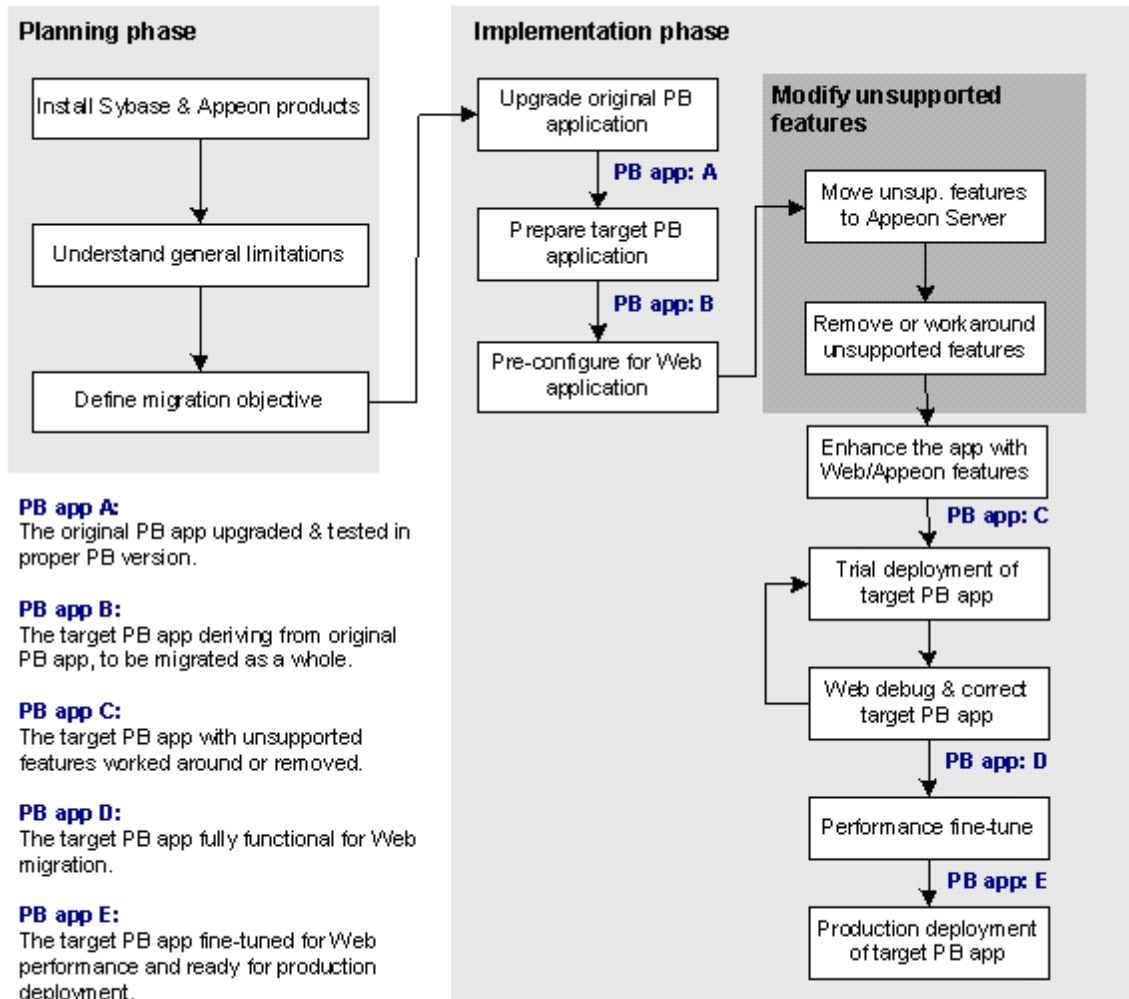 Planning phase
Install Sybase & Appeon products
Understand general limitations
Define migration objective
Implementation phase
Upgrade original PB
application
PB app: A
Prepare target PB
application
PB app: B
Pre-configure for Web
application
Modify unsupported
features
Move unsup. features
to Appeon Server
Remove or workaround
unsupported features
Enhance the app with
Web/Appeon features
PB app: C
Trial deployment of
target PB app
Web debug & correct
target PB app
PB app: D
Performance fine-tune
PB app: E
Production deployment
of target PB app
PB app A:
The original PB app upgraded & tested in
proper PB version.
PB app B:
The target PB app deriving from original
PB app, to be migrated as a whole.
PB app C:
The target PB app with unsupported
features worked around or removed.
PB app D:
The target PB app fully functional for Web
migration.
PB app E:
The target PB app fine-tuned for Web
performance and ready for production
deployment.